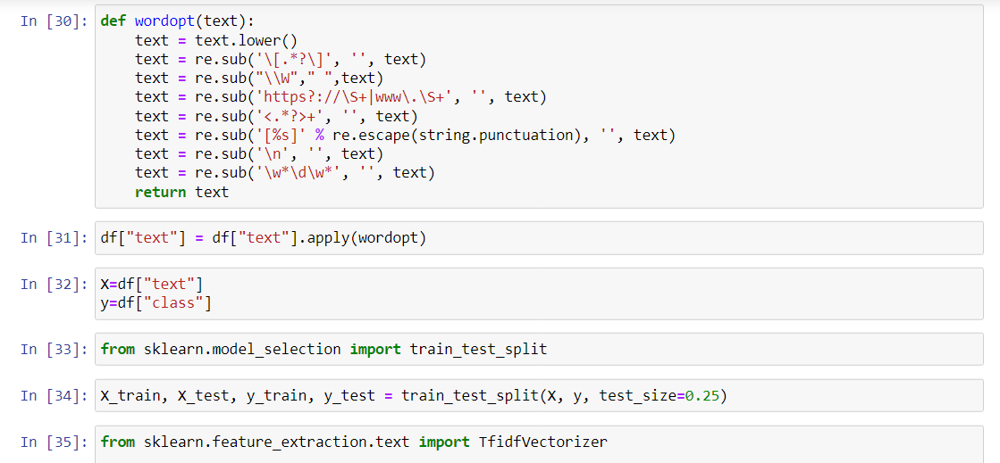 In [30]: def wordopt(text):
    text = text.lower()
    text = re.sub('\[.*?\]', '', text)
    text = re.sub("\\W"," ",text)
    text = re.sub('https?://\S+|www\.\S+', '', text)
    text = re.sub('<.*?>+', '', text)
    text = re.sub('[%s]' % re.escape(string.punctuation), '', text)
    text = re.sub('\n', '', text)
    text = re.sub('\w*\d\w*', '', text)
    return text
In [31]: df["text"] = df["text"].apply(wordopt)
In [32]: X=df["text"]
y=df["class"]
In [33]: from sklearn.model_selection import train_test_split
In [34]: X_train, X_test, y_train, y_test = train_test_split(X, y, test_size=0.25)
In [35]: from sklearn.feature_extraction.text import TfidfVectorizer